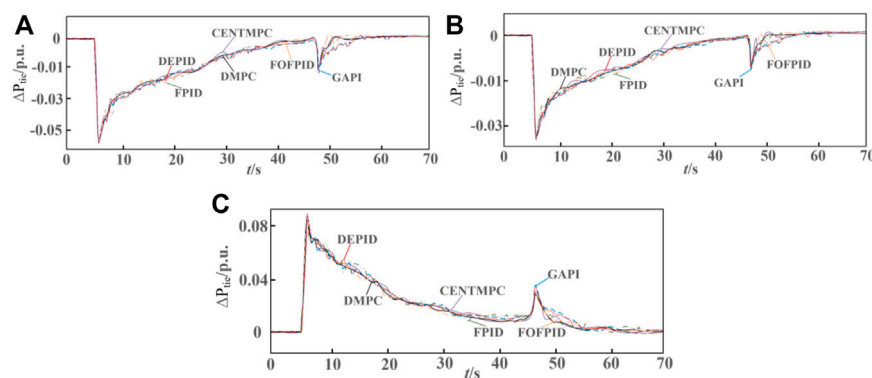 A
ΔPtie/p.u.
0
-0.01
-0.03
-0.05
CENTMPC
DEPID
DMPC
FPID
FOFPID
GAPI
0 10 20 30 40 50 60 70
t/s
B
ΔPtie/p.u.
0
-0.01
-0.03
CENTMPC
DEPID
DMPC
FPID
FOFPID
GAPI
0 10 20 30 40 50 60 70
t/s
C
ΔPtie/p.u.
0.08
0.04
0
DEPID
DMPC
CENTMPC
FPID
GAPI
FOFPID
0 10 20 30 40 50 60 70
t/s